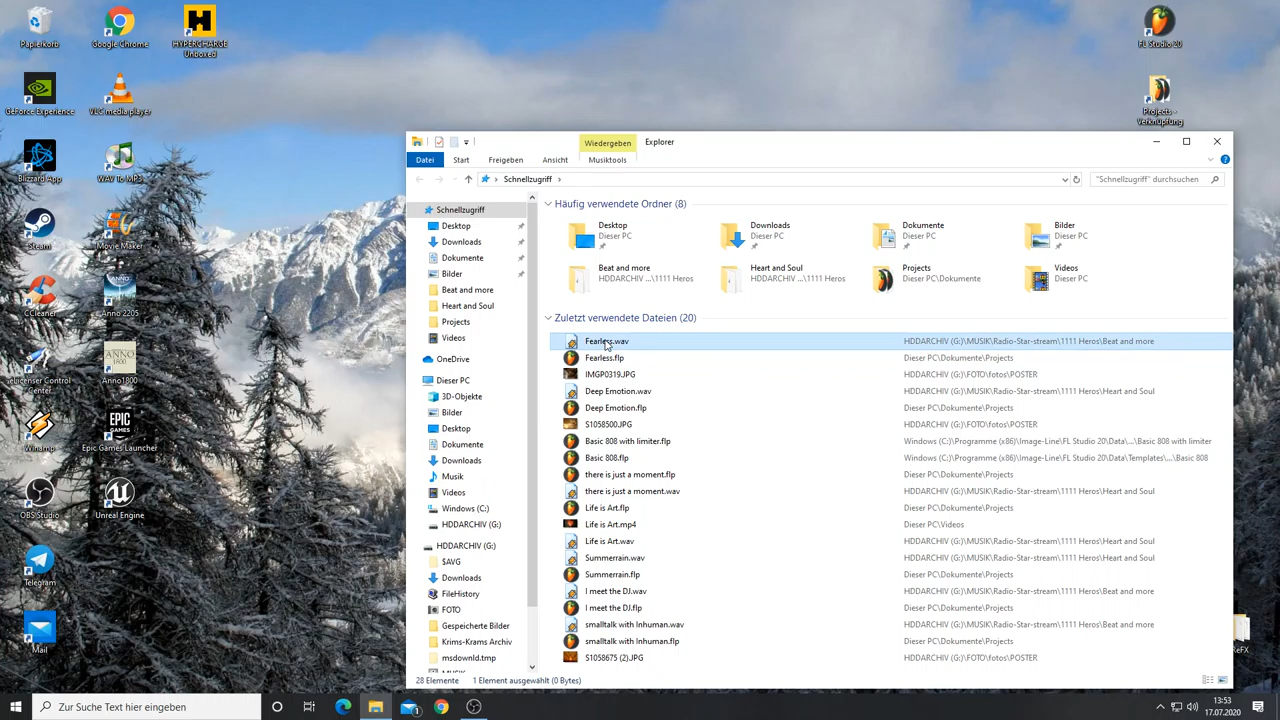 Papierkorb
Google Chrome
HYPERCHARGE Unboxed
FL Studio 20
GeForce Experience
VLC media player
Projects - Verknüpfung
Blizzard App
WAV To MP3
Steam
Movie Maker
CCleaner
Anno 2205
Seelicenser Control Center
Anno1800
Winamp
EPIC GAMES
Epic Games Launcher
OBS Studio
Unreal Engine
Telegram
Mail
ReFX
Wiedergeben
Explorer
Datei
Start
Freigeben
Ansicht
Musiktools
Schnellzugriff
"Schnellzugriff" durchsuchen
Schnellzugriff
Desktop
Downloads
Dokumente
Bilder
Beat and more
Heart and Soul
Projects
Videos
OneDrive
Dieser PC
3D-Objekte
Bilder
Desktop
Dokumente
Downloads
Musik
Videos
Windows (C:)
HDDARCHIV (G:)
HDDARCHIV (G:)
$AVG
Downloads
FileHistory
FOTO
Gespeicherte Bilder
Krims-Krams Archiv
msdownld.tmp
Häufig verwendete Ordner (8)
Desktop
Dieser PC
Downloads
Dieser PC
Dokumente
Dieser PC
Bilder
Dieser PC
Beat and more
HDDARCHIV ...\1111 Heros
Heart and Soul
HDDARCHIV ...\1111 Heros
Projects
Dieser PC\Dokumente
Videos
Dieser PC
Zuletzt verwendete Dateien (20)
Fearless.wav HDDARCHIV (G:)\MUSIK\Radio-Star-stream\1111 Heros\Beat and more
Fearless.flp Dieser PC\Dokumente\Projects
IMGP0319.JPG HDDARCHIV (G:)\FOTO\fotos\POSTER
Deep Emotion.wav HDDARCHIV (G:)\MUSIK\Radio-Star-stream\1111 Heros\Heart and Soul
Deep Emotion.flp Dieser PC\Dokumente\Projects
S1058500.JPG HDDARCHIV (G:)\FOTO\fotos\POSTER
Basic 808 with limiter.flp Windows (C:)\Programme (x86)\Image-Line\FL Studio 20\Data\...\Basic 808 with limiter
Basic 808.flp Windows (C:)\Programme (x86)\Image-Line\FL Studio 20\Data\Templates\...\Basic 808
there is just a moment.flp Dieser PC\Dokumente\Projects
there is just a moment.wav HDDARCHIV (G:)\MUSIK\Radio-Star-stream\1111 Heros\Heart and Soul
Life is Art.flp Dieser PC\Dokumente\Projects
Life is Art.mp4 Dieser PC\Videos
Life is Art.wav HDDARCHIV (G:)\MUSIK\Radio-Star-stream\1111 Heros\Heart and Soul
Summerrain.wav HDDARCHIV (G:)\MUSIK\Radio-Star-stream\1111 Heros\Heart and Soul
Summerrain.flp Dieser PC\Dokumente\Projects
I meet the DJ.wav HDDARCHIV (G:)\MUSIK\Radio-Star-stream\1111 Heros\Beat and more
I meet the DJ.flp Dieser PC\Dokumente\Projects
smalltalk with Inhuman.wav HDDARCHIV (G:)\MUSIK\Radio-Star-stream\1111 Heros\Beat and more
smalltalk with Inhuman.flp Dieser PC\Dokumente\Projects
S1058675 (2).JPG HDDARCHIV (G:)\FOTO\fotos\POSTER
28 Elemente 1 Element ausgewählt (0 Bytes)
Zur Suche Text hier eingeben
13:53
17.07.2020